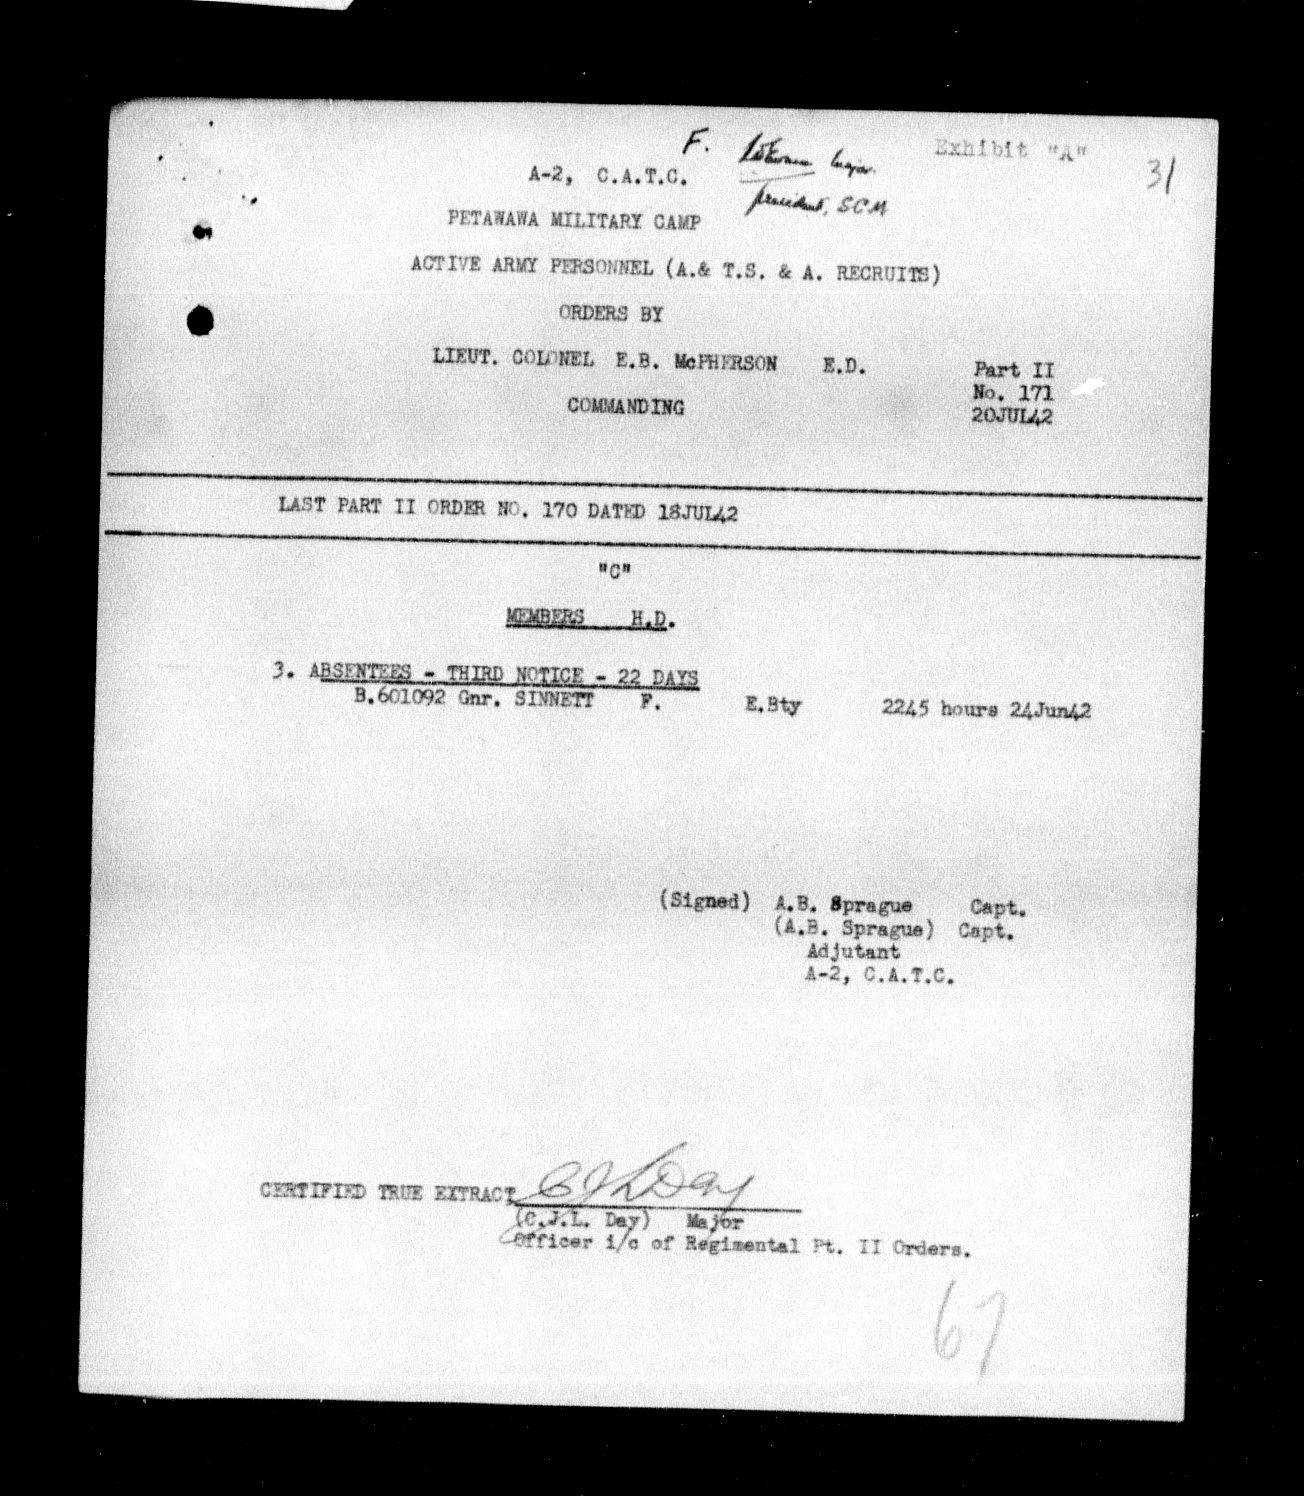 F. Major. Exhibit "A" 31
A-2, C.A.T.C.
President, SCM
PETAWAWA MILITARY CAMP
ACTIVE ARMY PERSONNEL (A.& T.S. & A. RECRUITS)
ORDERS BY
LIEUT. COLONEL E.B. McPHERSON E.D.
Part II
No. 171
COMMANDING
20JUL42
LAST PART II ORDER NO. 170 DATED 18JUL42
"C"
MEMBERS H.D.
3. ABSENTEES - THIRD NOTICE - 22 DAYS
B.601092 Gnr. SINNETT F. E.Bty 2245 hours 24Jun42
(Signed) A.B. Sprague Capt.
(A.B. Sprague) Capt.
Adjutant
A-2, C.A.T.C.
CERTIFIED TRUE EXTRACT CJLDay
(C.J.L. Day) Major
Officer i/c of Regimental Pt. II Orders.
67